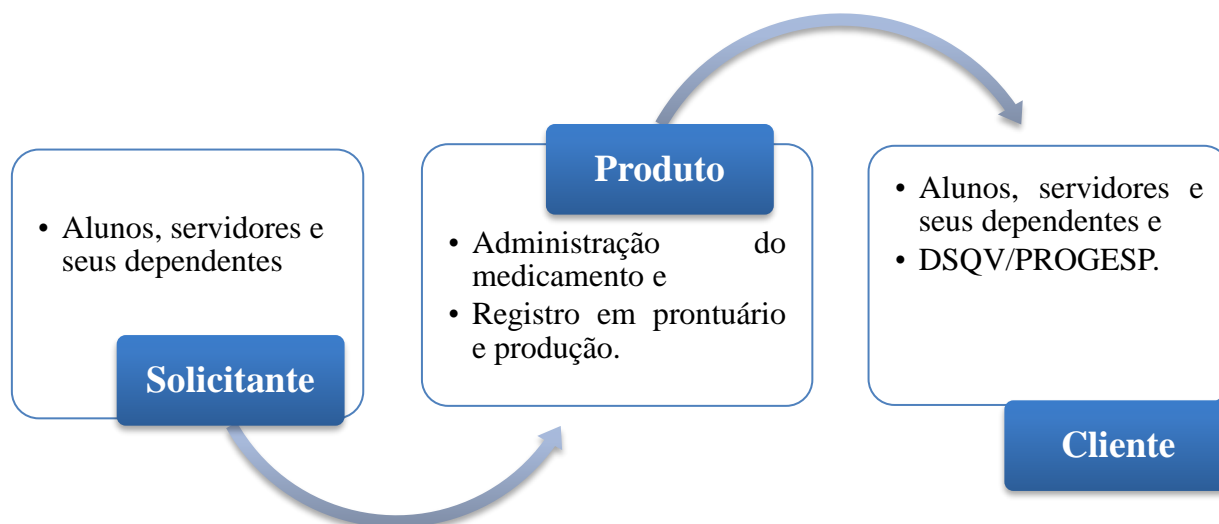 • Alunos, servidores e
seus dependentes
Solicitante
Produto
• Administração do
medicamento e
• Registro em prontuário
e produção.
• Alunos, servidores e
seus dependentes e
• DSQV/PROGESP.
Cliente